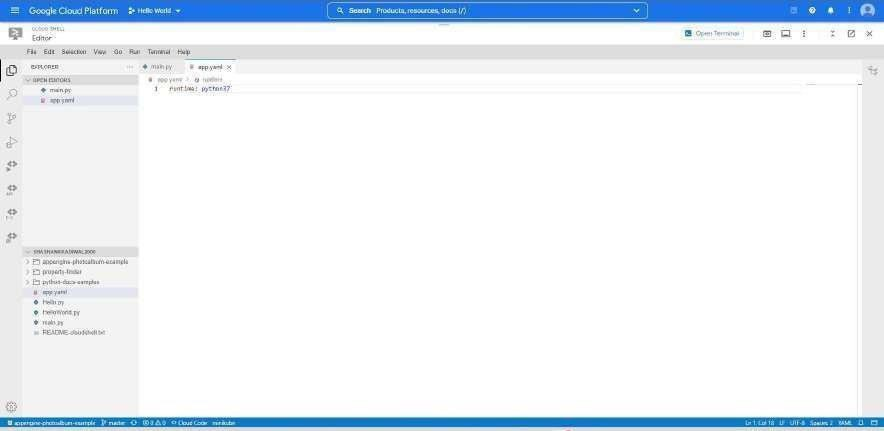 Google Cloud Platform
Hello World
Search Products, resources, docs (/)
CLOUD SHELL
Editor
Open Terminal
File Edit Selection View Go Run Terminal Help
EXPLORER
main.py
app.yaml
OPEN EDITORS
main.py
app.yaml
app.yaml > runtime
1 runtime: python37
appengine-photoalbum-example
property-finder
python-docs-samples
app.yaml
Hello.py
HelloWorld.py
main.py
README-cloudshell.txt
appengine-photoalbum-example master 0 0 Cloud Code minikube
Ln 1, Col 18 LF UTF-8 Spaces: 2 YAML